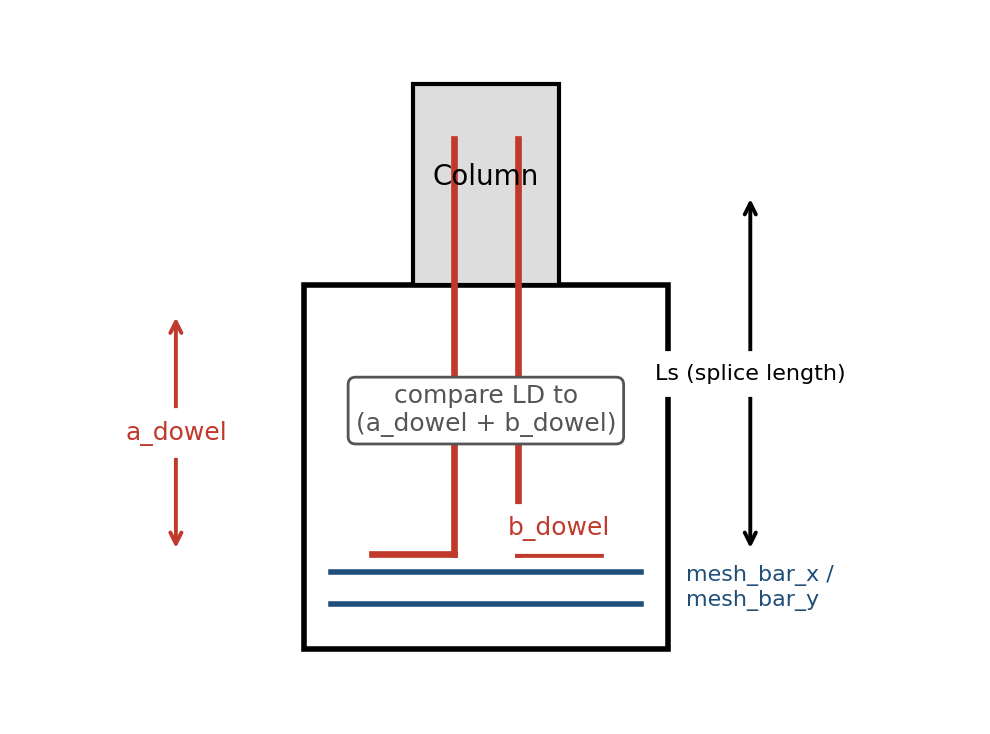 Column
Ls (splice length)
compare LD to
(a_dowel + b_dowel)
a_dowel
b_dowel
mesh_bar_x /
mesh_bar_y